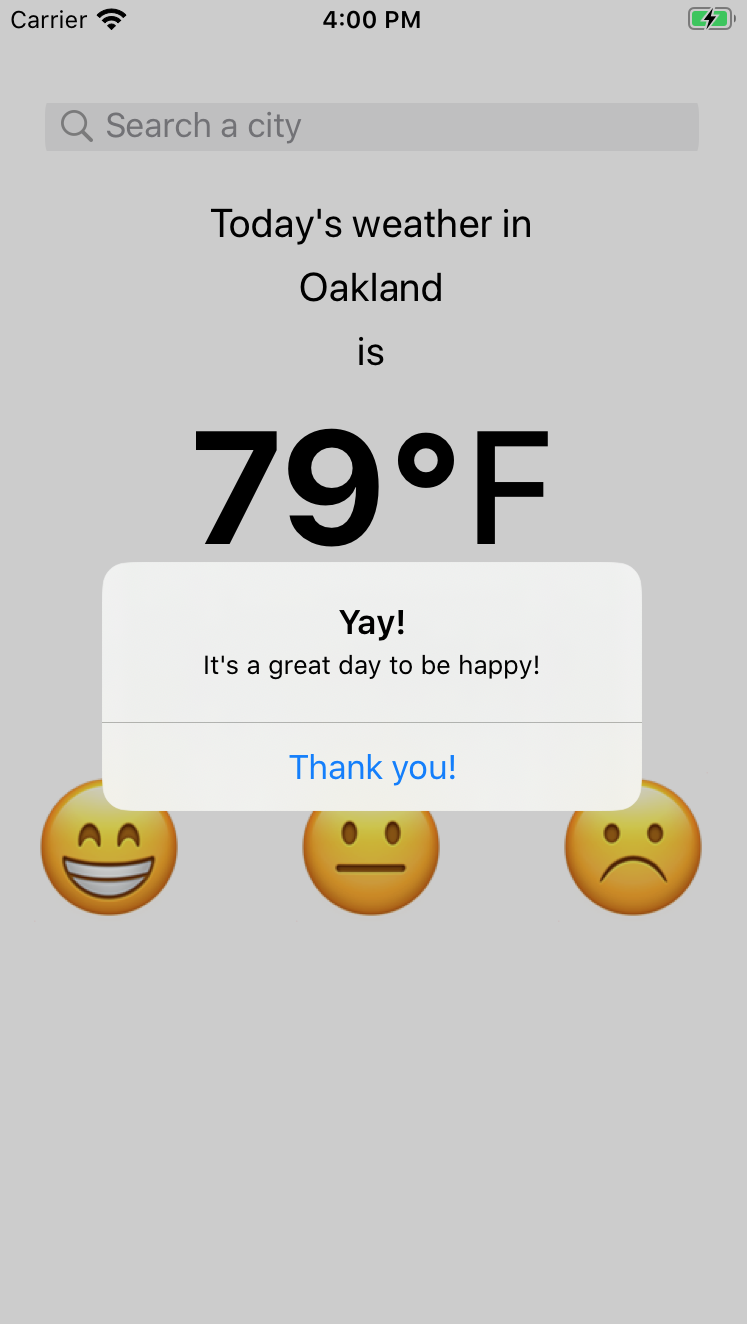 Carrier 4:00 PM
Search a city
Today's weather in
Oakland
is
79°F
Yay!
It's a great day to be happy!
Thank you!